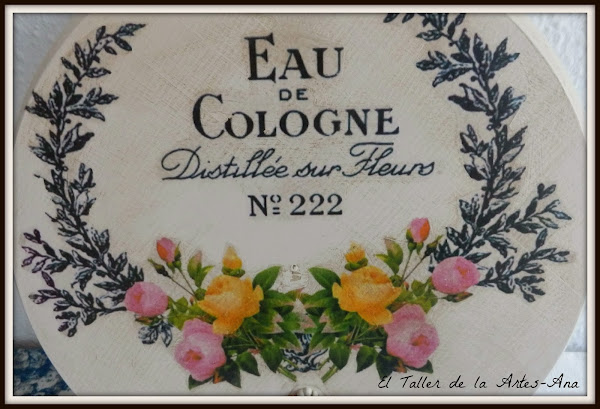 EAU
DE
COLOGNE
Distillée sur Fleurs
Nº 222
El Taller de la Artes-Ana